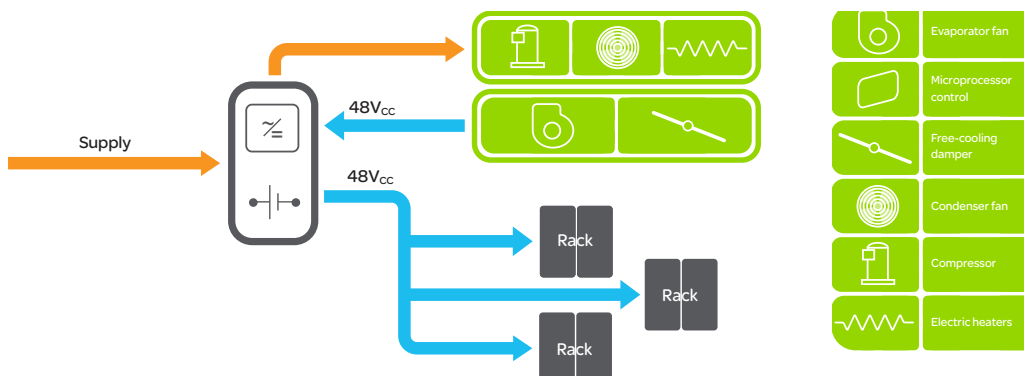 Supply
48Vcc
48Vcc
Rack
Rack
Rack
Evaporator fan
Microprocessor
control
Free-cooling
damper
Condenser fan
Compressor
Electric heaters